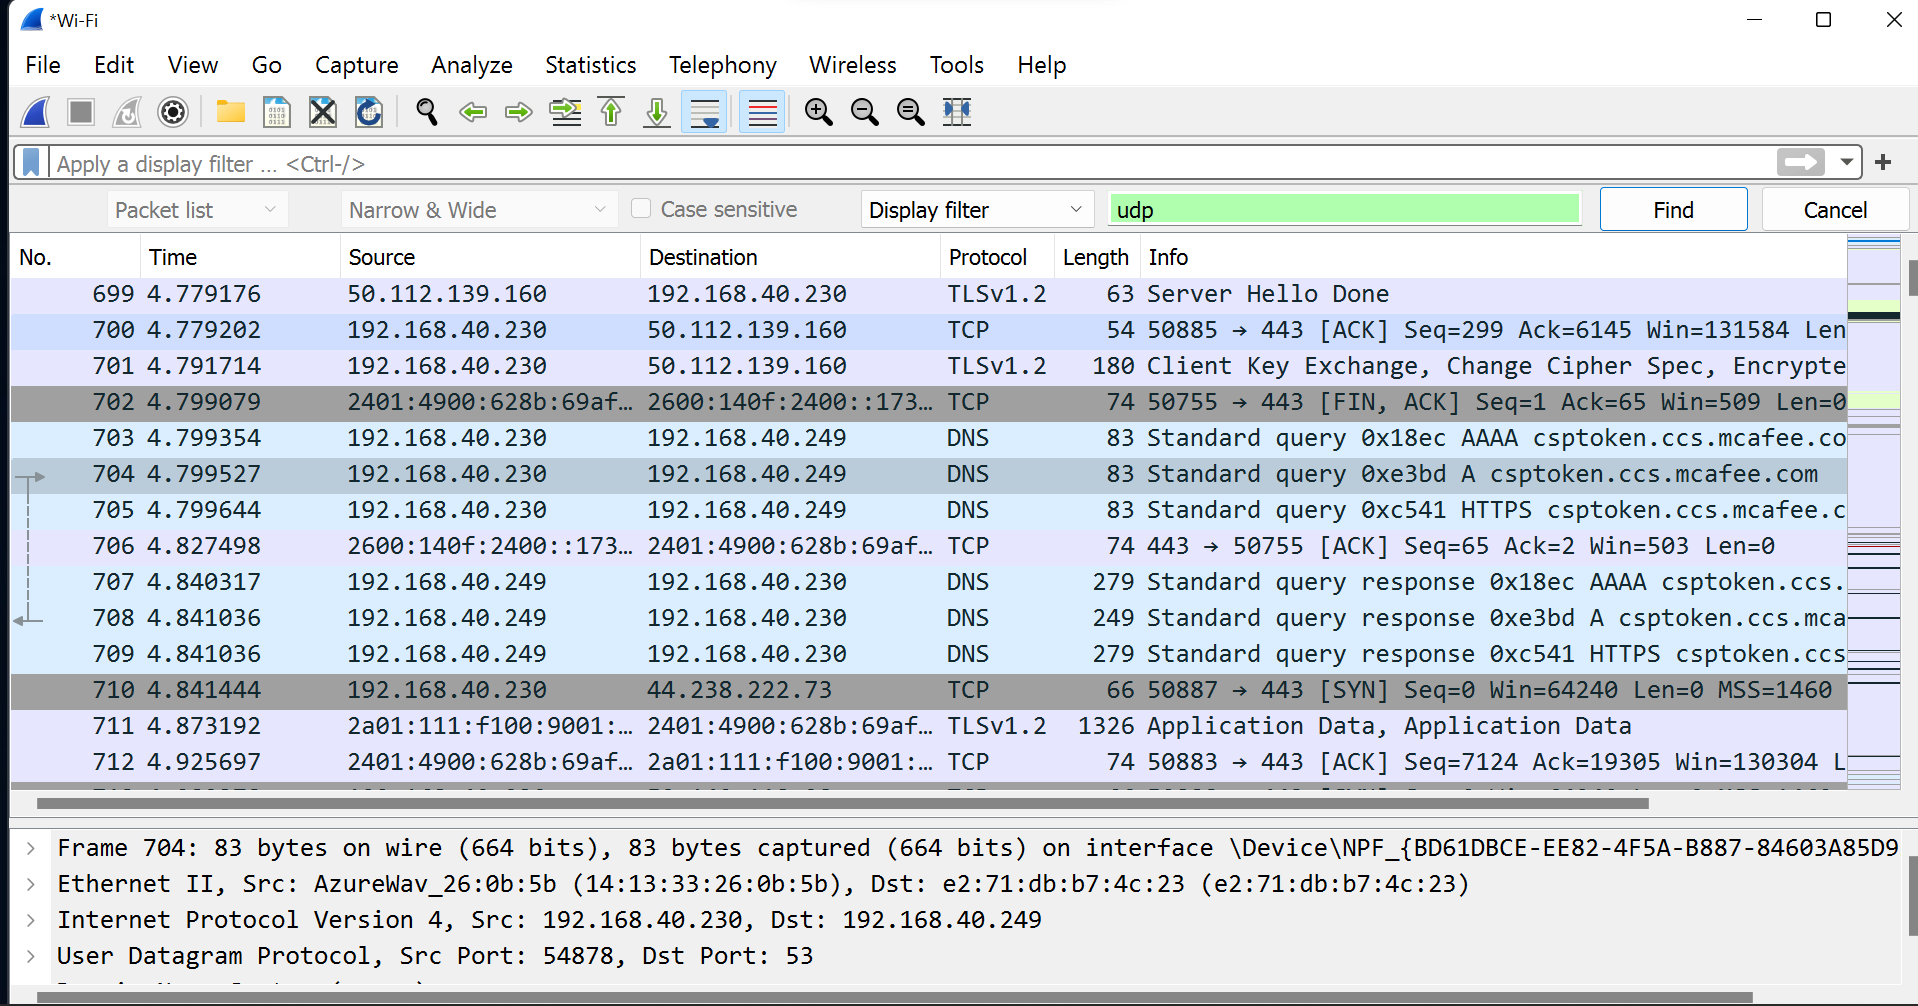 *Wi-Fi
File Edit View Go Capture Analyze Statistics Telephony Wireless Tools Help
Apply a display filter ... <Ctrl-/>
Packet list Narrow & Wide Case sensitive Display filter udp Find Cancel
No. Time Source Destination Protocol Length Info
699 4.779176 50.112.139.160 192.168.40.230 TLSv1.2 63 Server Hello Done
700 4.779202 192.168.40.230 50.112.139.160 TCP 54 50885 → 443 [ACK] Seq=299 Ack=6145 Win=131584 Len
701 4.791714 192.168.40.230 50.112.139.160 TLSv1.2 180 Client Key Exchange, Change Cipher Spec, Encrypte
702 4.799079 2401:4900:628b:69af… 2600:140f:2400::173… TCP 74 50755 → 443 [FIN, ACK] Seq=1 Ack=65 Win=509 Len=0
703 4.799354 192.168.40.230 192.168.40.249 DNS 83 Standard query 0x18ec AAAA csptoken.ccs.mcafee.co
704 4.799527 192.168.40.230 192.168.40.249 DNS 83 Standard query 0xe3bd A csptoken.ccs.mcafee.com
705 4.799644 192.168.40.230 192.168.40.249 DNS 83 Standard query 0xc541 HTTPS csptoken.ccs.mcafee.c
706 4.827498 2600:140f:2400::173… 2401:4900:628b:69af… TCP 74 443 → 50755 [ACK] Seq=65 Ack=2 Win=503 Len=0
707 4.840317 192.168.40.249 192.168.40.230 DNS 279 Standard query response 0x18ec AAAA csptoken.ccs.
708 4.841036 192.168.40.249 192.168.40.230 DNS 249 Standard query response 0xe3bd A csptoken.ccs.mca
709 4.841036 192.168.40.249 192.168.40.230 DNS 279 Standard query response 0xc541 HTTPS csptoken.ccs
710 4.841444 192.168.40.230 44.238.222.73 TCP 66 50887 → 443 [SYN] Seq=0 Win=64240 Len=0 MSS=1460
711 4.873192 2a01:111:f100:9001:… 2401:4900:628b:69af… TLSv1.2 1326 Application Data, Application Data
712 4.925697 2401:4900:628b:69af… 2a01:111:f100:9001:… TCP 74 50883 → 443 [ACK] Seq=7124 Ack=19305 Win=130304 L
Frame 704: 83 bytes on wire (664 bits), 83 bytes captured (664 bits) on interface \Device\NPF_{BD61DBCE-EE82-4F5A-B887-84603A85D9
Ethernet II, Src: AzureWav_26:0b:5b (14:13:33:26:0b:5b), Dst: e2:71:db:b7:4c:23 (e2:71:db:b7:4c:23)
Internet Protocol Version 4, Src: 192.168.40.230, Dst: 192.168.40.249
User Datagram Protocol, Src Port: 54878, Dst Port: 53